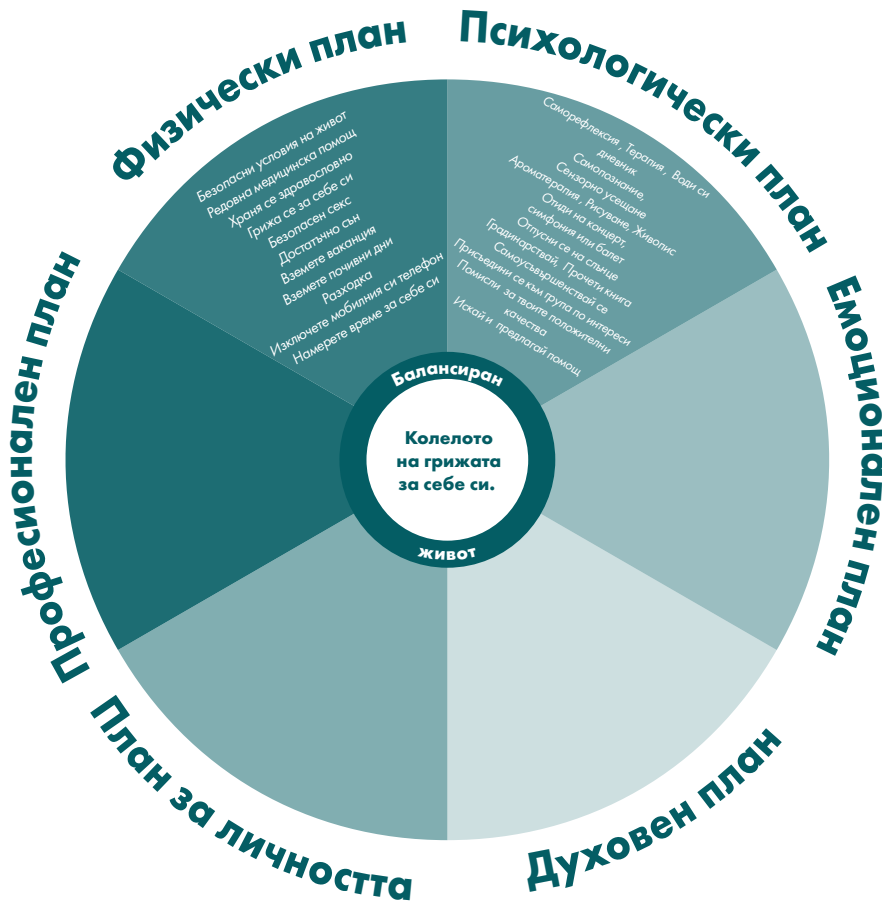 Физически план
Психологически план
Емоционален план
Духовен план
План за личността
Професионален план
Безопасни условия на живот
Редовна медицинска помощ
Храня се здравословно
Грижа се за себе си
Безопасен секс
Достатъчно сън
Вземете ваканция
Вземете почивни дни
Разходка
Изключете мобилния си телефон
Намерете време за себе си
Саморефлексия , Терапия , Води си
дневник
Самопознание,
Сензорно усещане
Ароматерапия , Рисуване, Живопис
Отиди на концерт,
симфония или балет
Отпусни се на слънце
Градинарствай, Прочети книга
Самоусъвършенствай се
Присъедини се към група по интереси
Помисли за твоите положителни
качества
Искай и предлагай помощ
Балансиран
Колелото
на грижата
за себе си.
живот